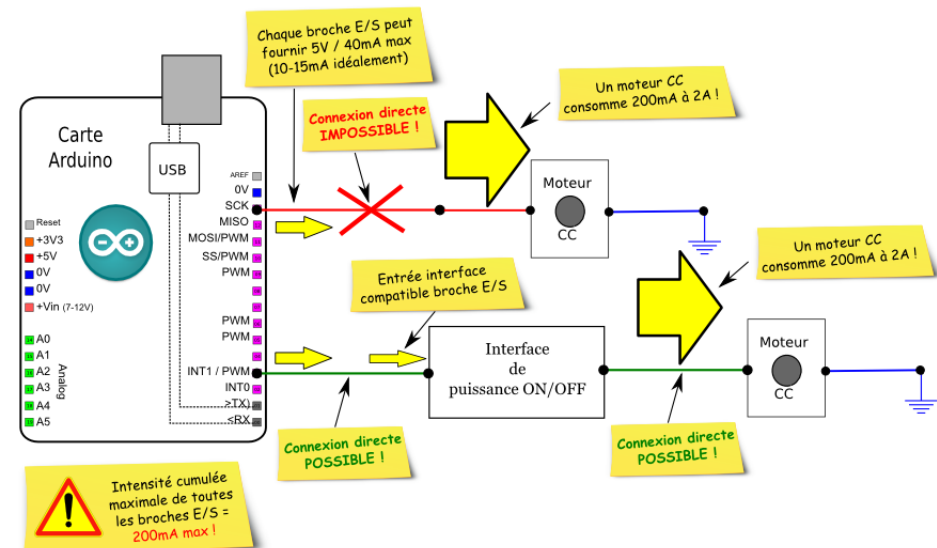 Chaque broche E/S peut
fournir 5V / 40mA max
(10-15mA idéalement)
Un moteur CC
consomme 200mA à 2A !
Connexion directe
IMPOSSIBLE !
Carte
Arduino
USB
AREF
0V
SCK
MISO
MOSI/PWM
SS/PWM
PWM
PWM
PWM
INT1 / PWM
INT0
>TX)
<RX
Reset
+3V3
+5V
0V
0V
+Vin (7-12V)
A0
A1
A2
A3
A4
A5
Analog
Moteur
CC
Un moteur CC
consomme 200mA à 2A !
Entrée interface
compatible broche E/S
Interface
de
puissance ON/OFF
Moteur
CC
Connexion directe
POSSIBLE !
Connexion directe
POSSIBLE !
Intensité cumulée
maximale de toutes
les broches E/S =
200mA max !